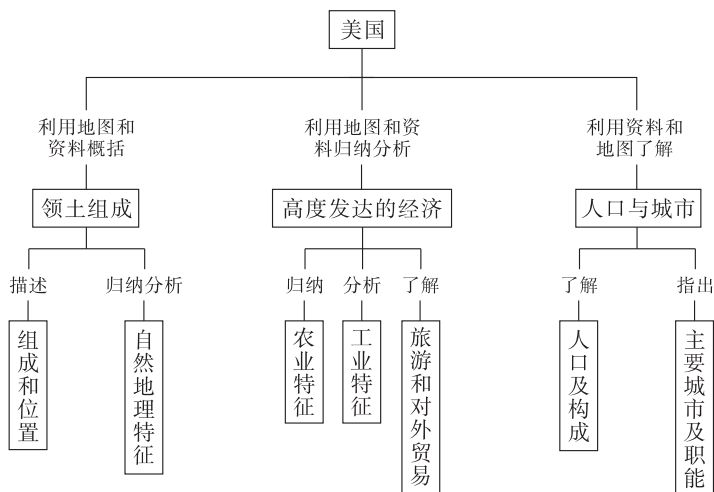 美国
利用地图和
资料概括
利用地图和资
料归纳分析
利用资料和
地图了解
领土组成
高度发达的经济
人口与城市
描述
归纳分析
归纳
分析
了解
了解
指出
组成和位置
自然地理特征
农业特征
工业特征
旅游和对外贸易
人口及构成
主要城市及职能